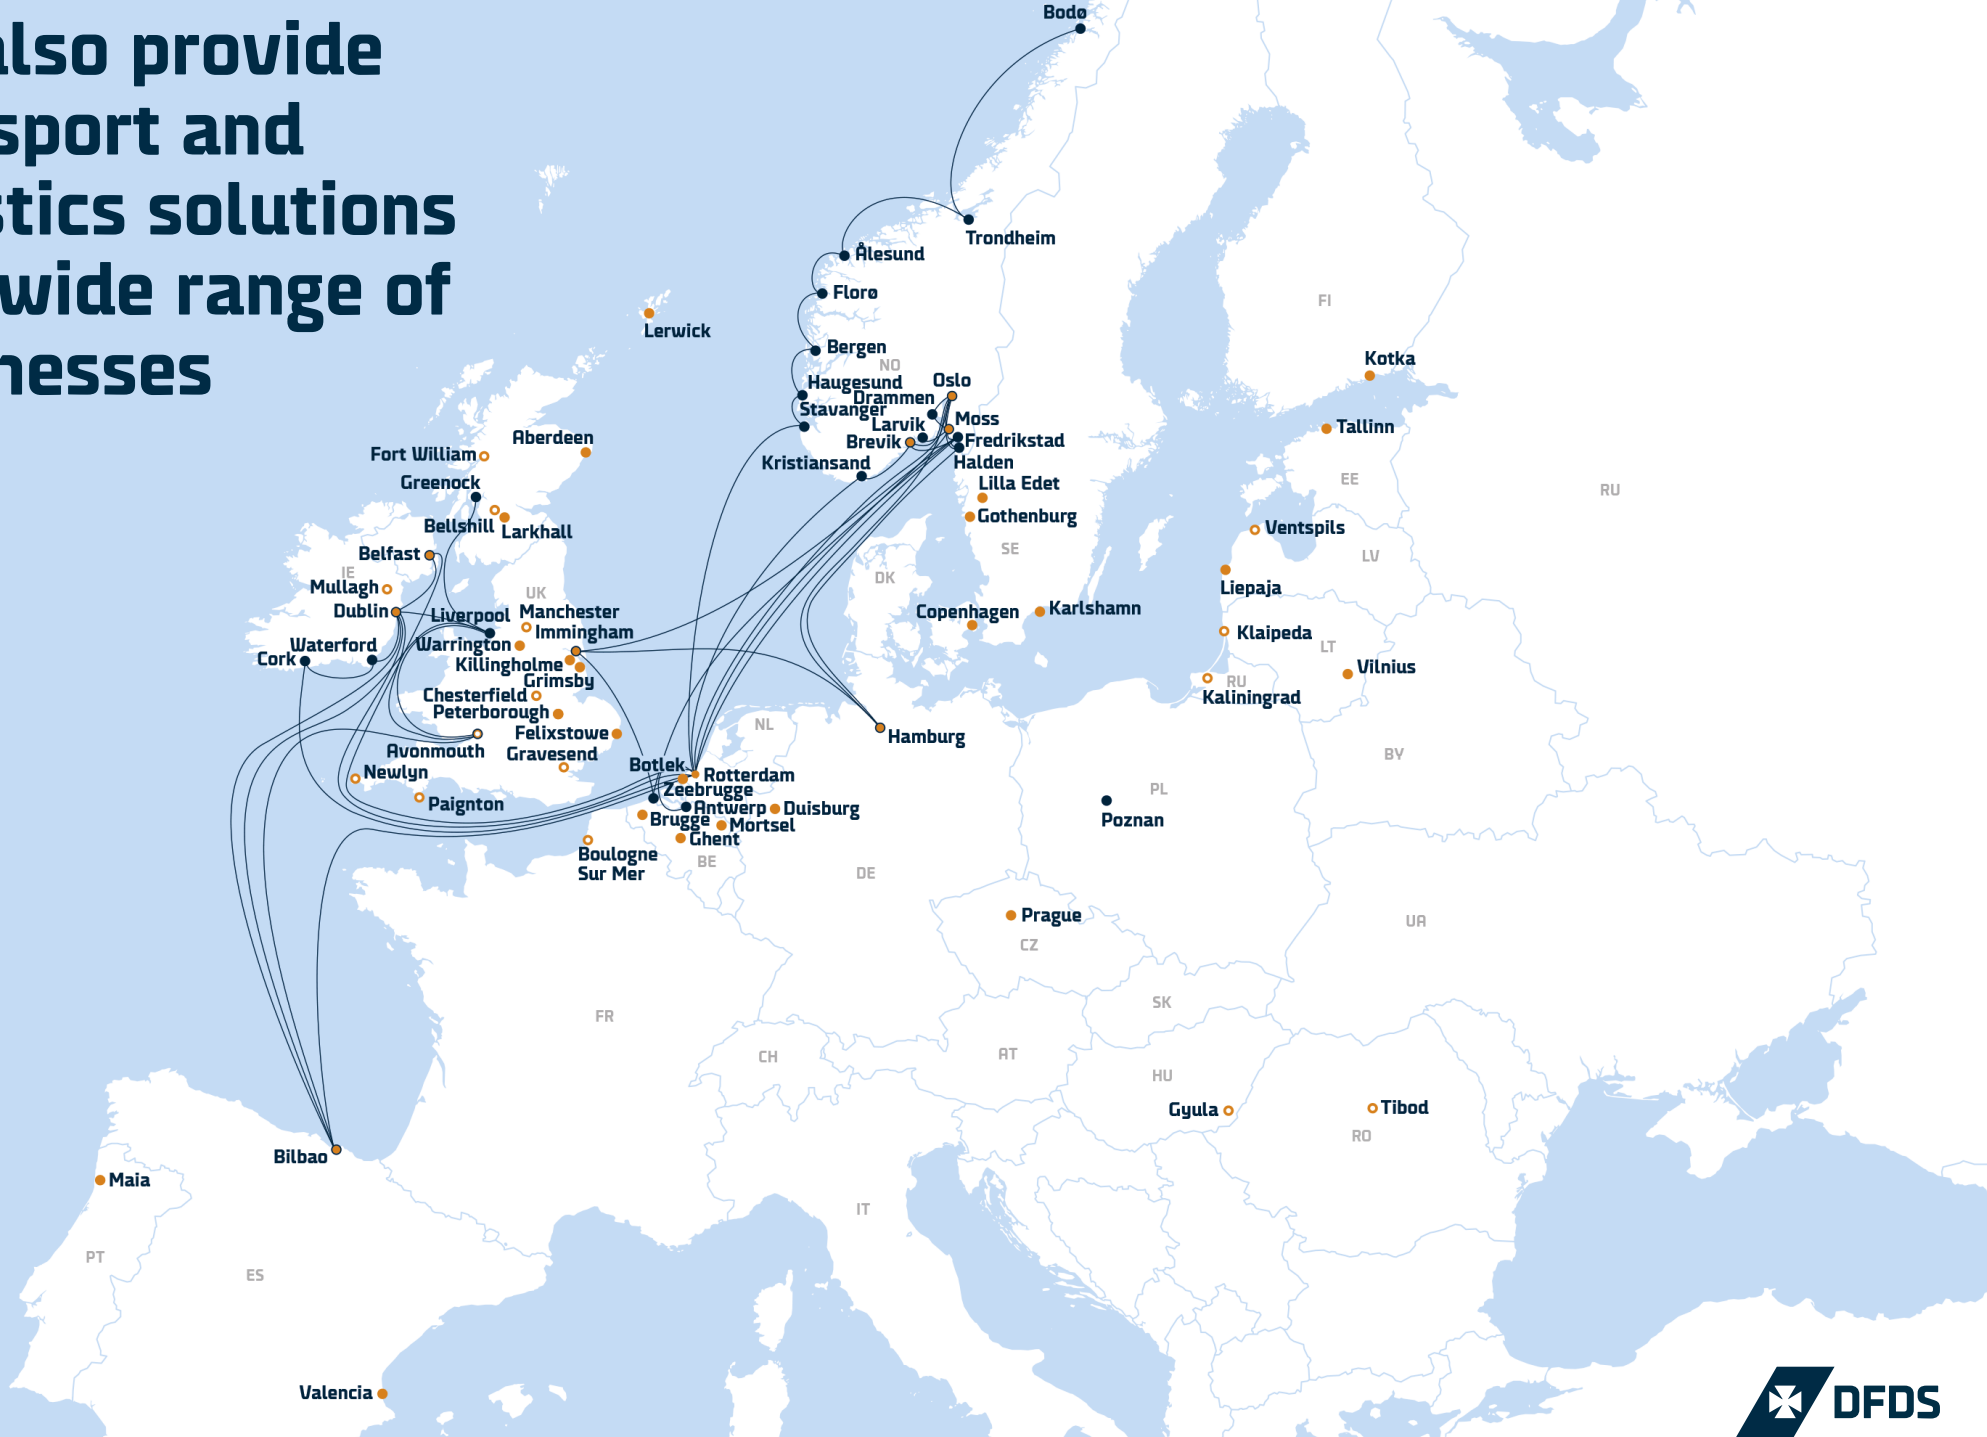 also provide
sport and
stics solutions
wide range of
nesses
Bodø
Trondheim
Ålesund
Florø
Lerwick
Bergen
NO
FI
Kotka
Haugesund
Oslo
Drammen
Stavanger
Moss
Larvik
Brevik
Fredrikstad
Tallinn
Aberdeen
Fort William
Kristiansand
Halden
Greenock
Lilla Edet
EE
RU
Bellshill
Larkhall
Gothenburg
Ventspils
Belfast
SE
LV
IE
Mullagh
UK
DK
Liepaja
Dublin
Liverpool
Manchester
Copenhagen
Karlshamn
Immingham
Klaipeda
Waterford
Warrington
LT
Cork
Killingholme
Vilnius
Grimsby
RU
Chesterfield
Kaliningrad
Peterborough
NL
Felixstowe
Hamburg
Avonmouth
Gravesend
BY
Newlyn
Botlek
Rotterdam
Zeebrugge
PL
Paignton
Antwerp
Duisburg
Brugge
Mortsel
Poznan
Ghent
Boulogne
Sur Mer
BE
DE
Prague
UA
CZ
SK
FR
CH
AT
HU
Gyula
Tibod
RO
Bilbao
Maia
IT
PT
ES
Valencia
DFDS